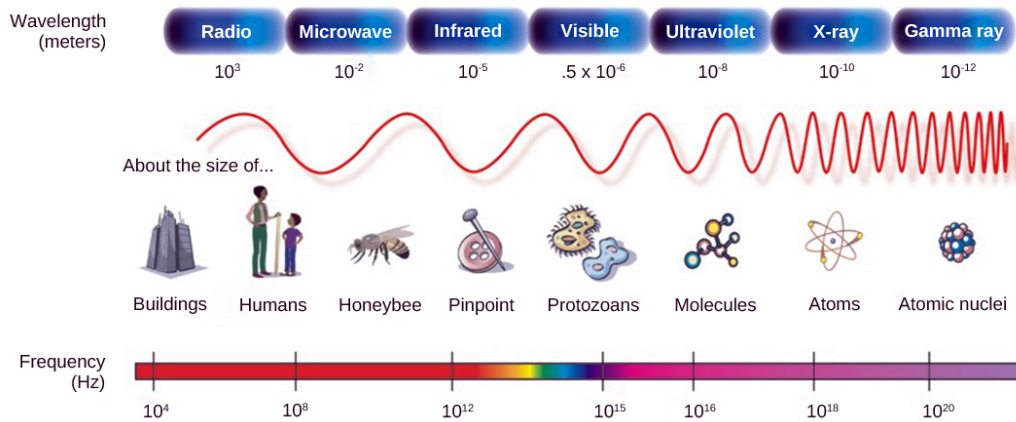 Wavelength (meters)
Radio Microwave Infrared Visible Ultraviolet X-ray Gamma ray
10³ 10⁻² 10⁻⁵ .5 x 10⁻⁶ 10⁻⁸ 10⁻¹⁰ 10⁻¹²
About the size of...
Buildings Humans Honeybee Pinpoint Protozoans Molecules Atoms Atomic nuclei
Frequency (Hz)
10⁴ 10⁸ 10¹² 10¹⁵ 10¹⁶ 10¹⁸ 10²⁰